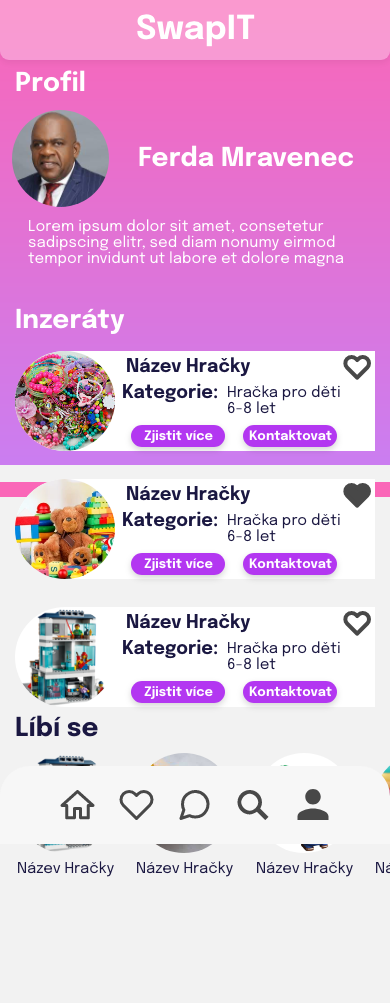 SwapIT
Profil
Ferda Mravenec
Lorem ipsum dolor sit amet, consetetur
sadipscing elitr, sed diam nonumy eirmod
tempor invidunt ut labore et dolore magna
Inzeráty
Název Hračky
Kategorie: Hračka pro děti
6-8 let
Zjistit více Kontaktovat
Název Hračky
Kategorie: Hračka pro děti
6-8 let
Zjistit více Kontaktovat
Název Hračky
Kategorie: Hračka pro děti
6-8 let
Zjistit více Kontaktovat
Líbí se
Název Hračky Název Hračky Název Hračky